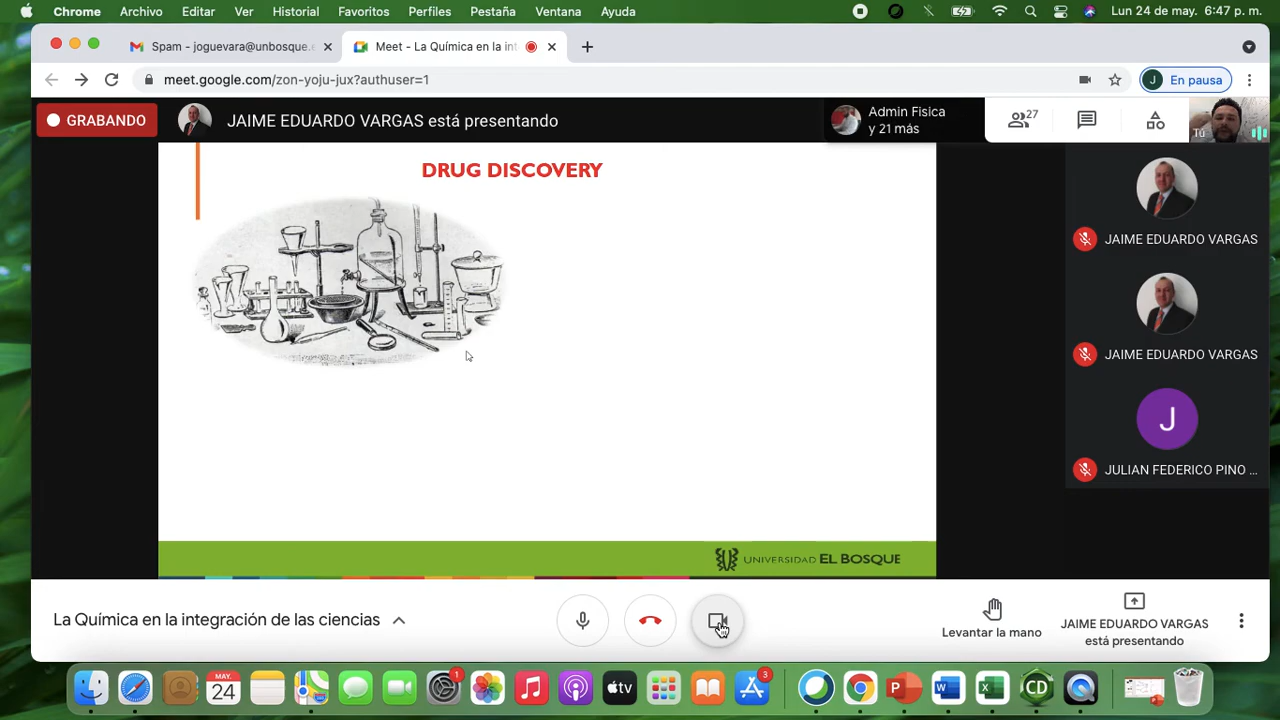 Chrome Archivo Editar Ver Historial Favoritos Perfiles Pestaña Ventana Ayuda Lun 24 de may. 6:47 p. m.
Spam - joguevara@unbosque.e Meet - La Química en la int
meet.google.com/zon-yoju-jux?authuser=1 J En pausa
GRABANDO JAIME EDUARDO VARGAS está presentando
Admin Fisica
y 21 más
27
Tú
DRUG DISCOVERY
JAIME EDUARDO VARGAS
JAIME EDUARDO VARGAS
J
JULIAN FEDERICO PINO ...
UNIVERSIDAD EL BOSQUE
La Química en la integración de las ciencias
Levantar la mano
JAIME EDUARDO VARGAS
está presentando
MAY.
24
1
tv
3
P
W
X
CD